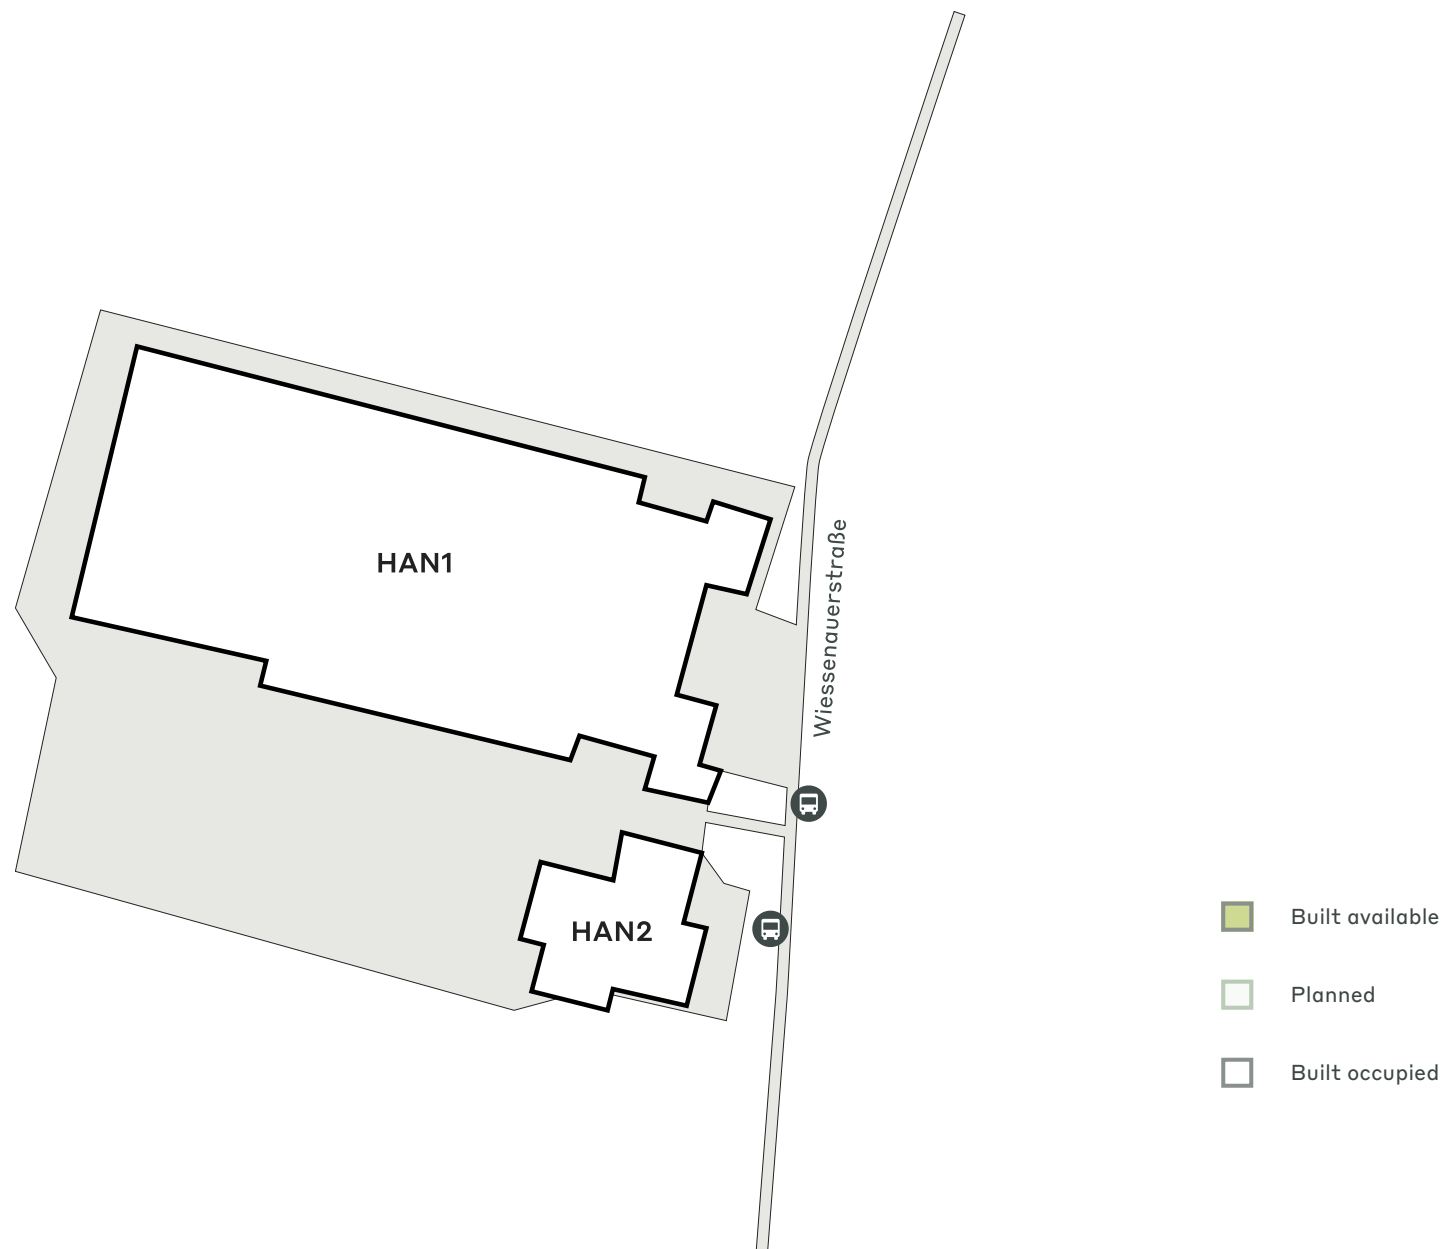 HAN1
Wiessenauerstraße
HAN2
Built available
Planned
Built occupied